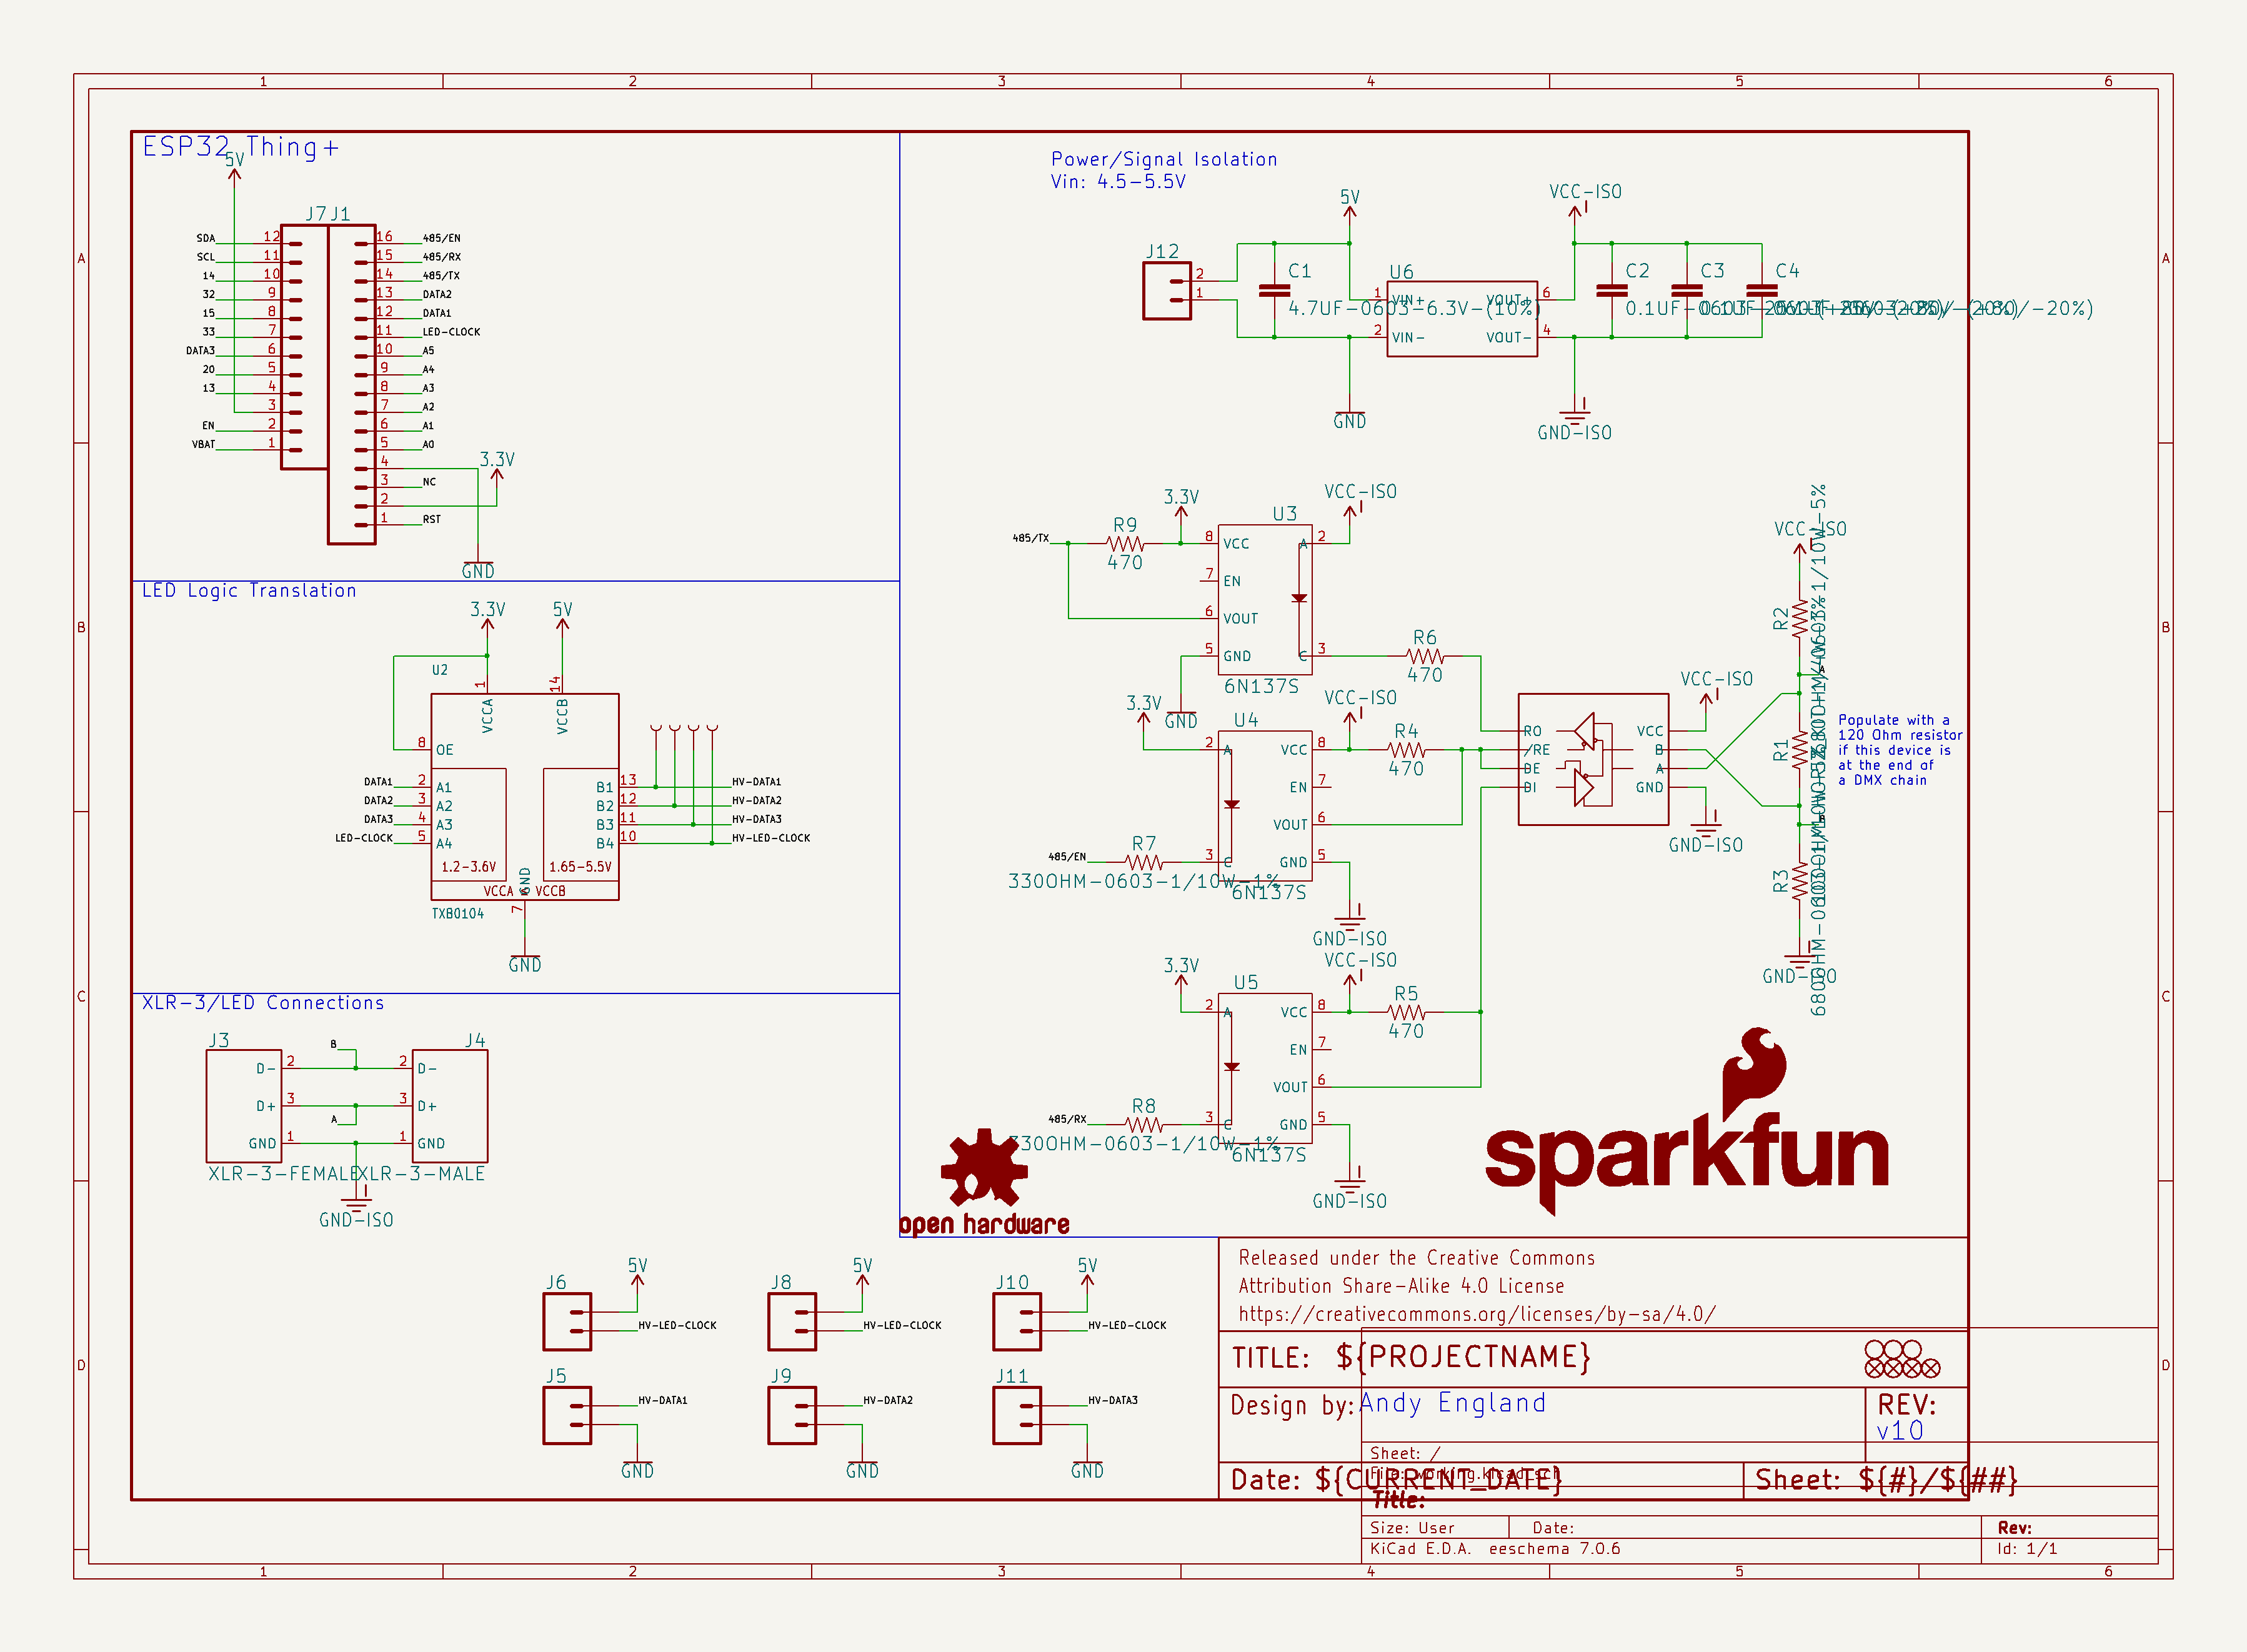 1 2 3 4 5 6
A
B
C
D
ESP32 Thing+
5V
J7 J1
SDA 12
SCL 11
14 10
32 9
15 8
33 7
DATA3 6
20 5
13 4
3
EN 2
VBAT 1
16 485/EN
15 485/RX
14 485/TX
13 DATA2
12 DATA1
11 LED-CLOCK
10 A5
9 A4
8 A3
7 A2
6 A1
5 A0
4
3 NC
2
1 RST
3.3V
GND
LED Logic Translation
3.3V 5V
U2
1 VCCA
14 VCCB
8 OE
DATA1 2 A1
DATA2 3 A2
DATA3 4 A3
LED-CLOCK 5 A4
B1 13 HV-DATA1
B2 12 HV-DATA2
B3 11 HV-DATA3
B4 10 HV-LED-CLOCK
1.2-3.6V 1.65-5.5V
VCCA < VCCB
GND
7
TXB0104
GND
XLR-3/LED Connections
J3 J4
B
D- 2 2 D-
D+ 3 3 D+
A
GND 1 1 GND
XLR-3-FEMALE XLR-3-MALE
GND-ISO
J6 5V
HV-LED-CLOCK
J8 5V
HV-LED-CLOCK
J10 5V
HV-LED-CLOCK
J5
HV-DATA1
GND
J9
HV-DATA2
GND
J11
HV-DATA3
GND
Power/Signal Isolation
Vin: 4.5-5.5V
5V
VCC-ISO
J12
2
1
C1
4.7UF-0603-6.3V-(10%)
U6
1 VIN+ VOUT+ 6
2 VIN- VOUT- 4
C2 C3 C4
GND
GND-ISO
3.3V
VCC-ISO
485/TX
R9
470
U3
8 VCC A 2
7 EN
6 VOUT
5 GND C 3
6N137S
GND
R6
470
3.3V
VCC-ISO
U4
2 A VCC 8
EN 7
VOUT 6
3 C GND 5
6N137S
485/EN
R7
330OHM-0603-1/10W-1%
R4
470
GND-ISO
3.3V
VCC-ISO
U5
2 A VCC 8
EN 7
VOUT 6
3 C GND 5
6N137S
485/RX
R8
330OHM-0603-1/10W-1%
R5
470
GND-ISO
RO
/RE
DE
DI
VCC
B
A
GND
VCC-ISO
GND-ISO
VCC-ISO
R2
A
R1
B
R3
GND-ISO
Populate with a
120 Ohm resistor
if this device is
at the end of
a DMX chain
open hardware
sparkfun
Released under the Creative Commons
Attribution Share-Alike 4.0 License
https://creativecommons.org/licenses/by-sa/4.0/
TITLE: ${PROJECTNAME}
Design by: Andy England
REV:
v10
Date: ${CURRENT_DATE}
Sheet: ${#}/${##}
Sheet: /
File: working.kicad_sch
Title:
Size: User Date: Rev:
KiCad E.D.A. eeschema 7.0.6 Id: 1/1
A
B
C
D
1 2 3 4 5 6